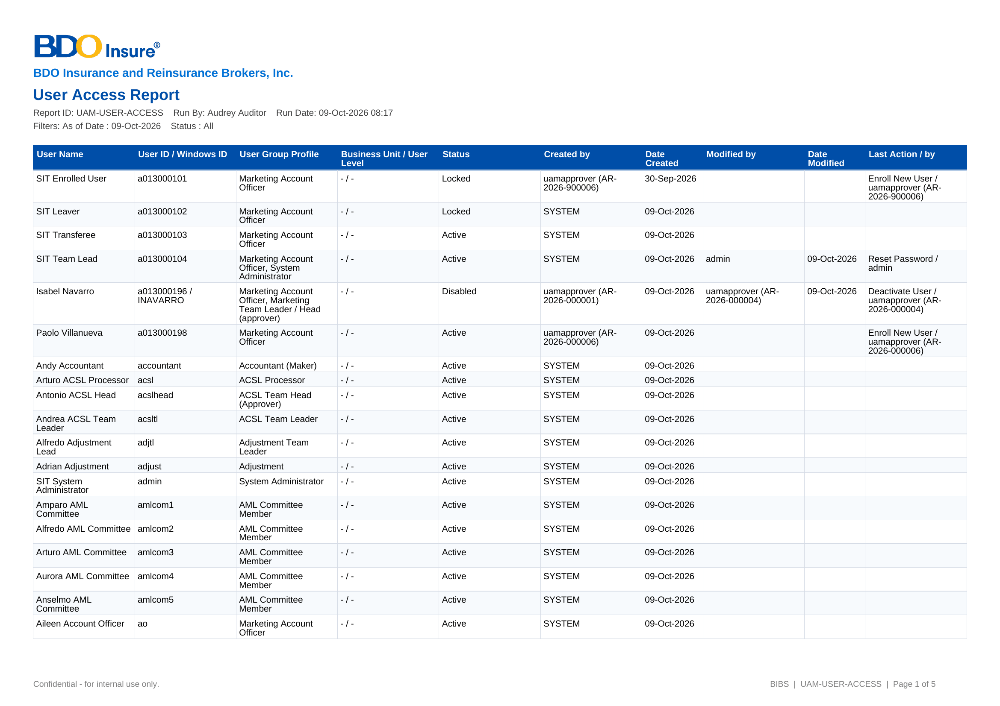 BDO Insure®
BDO Insurance and Reinsurance Brokers, Inc.
User Access Report
Report ID: UAM-USER-ACCESS Run By: Audrey Auditor Run Date: 09-Oct-2026 08:17
Filters: As of Date : 09-Oct-2026 Status : All
User Name User ID / Windows ID User Group Profile Business Unit / User Status Created by Date Modified by Date Last Action / by
Level Created Modified
SIT Enrolled User a013000101 Marketing Account - / - Locked uamapprover (AR- 30-Sep-2026 Enroll New User /
Officer 2026-900006) uamapprover (AR-
2026-900006)
SIT Leaver a013000102 Marketing Account - / - Locked SYSTEM 09-Oct-2026
Officer
SIT Transferee a013000103 Marketing Account - / - Active SYSTEM 09-Oct-2026
Officer
SIT Team Lead a013000104 Marketing Account - / - Active SYSTEM 09-Oct-2026 admin 09-Oct-2026 Reset Password /
Officer, System admin
Administrator
Isabel Navarro a013000196 / Marketing Account - / - Disabled uamapprover (AR- 09-Oct-2026 uamapprover (AR- 09-Oct-2026 Deactivate User /
INAVARRO Officer, Marketing 2026-000001) 2026-000004) uamapprover (AR-
Team Leader / Head 2026-000004)
(approver)
Paolo Villanueva a013000198 Marketing Account - / - Active uamapprover (AR- 09-Oct-2026 Enroll New User /
Officer 2026-000006) uamapprover (AR-
2026-000006)
Andy Accountant accountant Accountant (Maker) - / - Active SYSTEM 09-Oct-2026
Arturo ACSL Processor acsl ACSL Processor - / - Active SYSTEM 09-Oct-2026
Antonio ACSL Head acslhead ACSL Team Head - / - Active SYSTEM 09-Oct-2026
(Approver)
Andrea ACSL Team acsltl ACSL Team Leader - / - Active SYSTEM 09-Oct-2026
Leader
Alfredo Adjustment adjtl Adjustment Team - / - Active SYSTEM 09-Oct-2026
Lead Leader
Adrian Adjustment adjust Adjustment - / - Active SYSTEM 09-Oct-2026
SIT System admin System Administrator - / - Active SYSTEM 09-Oct-2026
Administrator
Amparo AML amlcom1 AML Committee - / - Active SYSTEM 09-Oct-2026
Committee Member
Alfredo AML Committee amlcom2 AML Committee - / - Active SYSTEM 09-Oct-2026
Member
Arturo AML Committee amlcom3 AML Committee - / - Active SYSTEM 09-Oct-2026
Member
Aurora AML Committee amlcom4 AML Committee - / - Active SYSTEM 09-Oct-2026
Member
Anselmo AML amlcom5 AML Committee - / - Active SYSTEM 09-Oct-2026
Committee Member
Aileen Account Officer ao Marketing Account - / - Active SYSTEM 09-Oct-2026
Officer
Confidential - for internal use only. BIBS | UAM-USER-ACCESS | Page 1 of 5